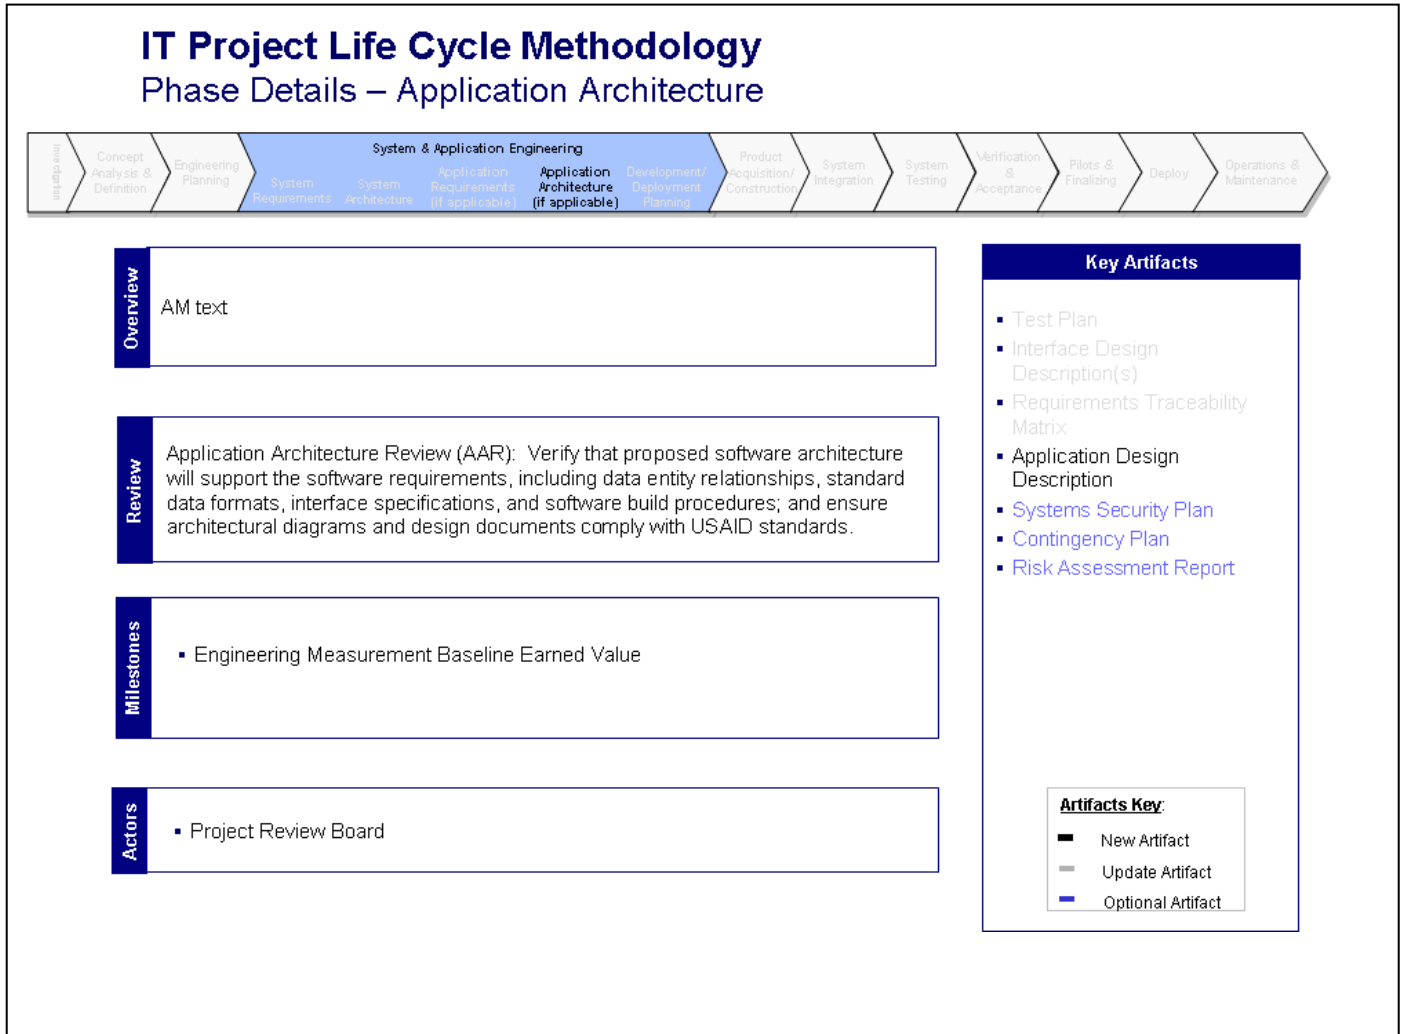 IT Project Life Cycle Methodology
Phase Details – Application Architecture
Investigation
Concept
Analysis &
Definition
Engineering
Planning
System & Application Engineering
System
Requirements
System
Architecture
Application
Requirements
(if applicable)
Application
Architecture
(if applicable)
Development/
Deployment
Planning
Product
Acquisition/
Construction
System
Integration
System
Testing
Verification
&
Acceptance
Pilots &
Finalizing
Deploy
Operations &
Maintenance
Overview
AM text
Review
Application Architecture Review (AAR): Verify that proposed software architecture
will support the software requirements, including data entity relationships, standard
data formats, interface specifications, and software build procedures; and ensure
architectural diagrams and design documents comply with USAID standards.
Milestones
▪ Engineering Measurement Baseline Earned Value
Actors
▪ Project Review Board
Key Artifacts
▪ Test Plan
▪ Interface Design
Description(s)
▪ Requirements Traceability
Matrix
▪ Application Design
Description
▪ Systems Security Plan
▪ Contingency Plan
▪ Risk Assessment Report
Artifacts Key:
New Artifact
Update Artifact
Optional Artifact